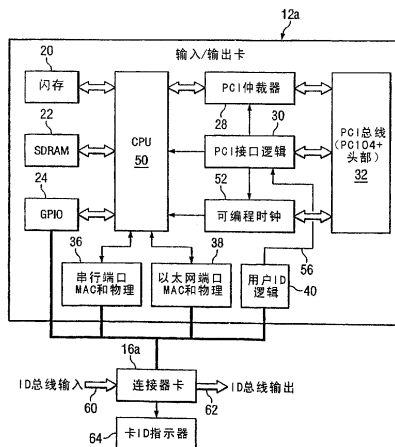 12a
输入/输出卡
20
闪存
22
SDRAM
24
GPIO
CPU
50
PCI仲裁器
28
30
PCI接口逻辑
52
可编程时钟
PCI总线
(PC104+
头部)
32
36
串行端口
MAC和物理
38
以太网端口
MAC和物理
用户ID
逻辑
40
56
16a
ID总线输入
60
连接器卡
ID总线输出
62
64
卡ID指示器